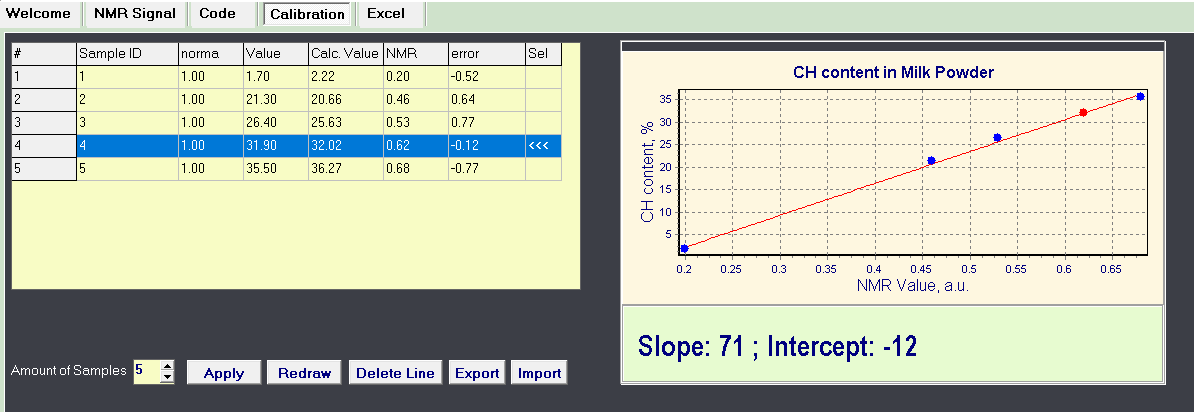 Welcome NMR Signal Code Calibration Excel
# Sample ID norma Value Calc. Value NMR error Sel
1 1 1.00 1.70 2.22 0.20 -0.52
2 2 1.00 21.30 20.66 0.46 0.64
3 3 1.00 26.40 25.63 0.53 0.77
4 4 1.00 31.90 32.02 0.62 -0.12 <<<
5 5 1.00 35.50 36.27 0.68 -0.77
Amount of Samples 5 Apply Redraw Delete Line Export Import
CH content in Milk Powder
CH content, %
35
30
25
20
15
10
5
0.2 0.25 0.3 0.35 0.4 0.45 0.5 0.55 0.6 0.65
NMR Value, a.u.
Slope: 71 ; Intercept: -12